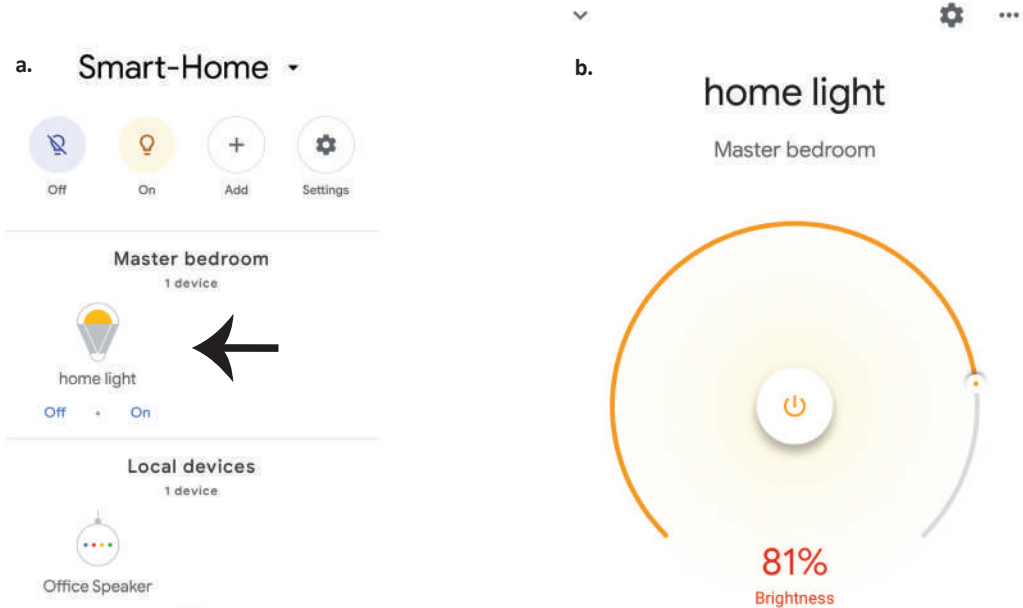 a.
Smart-Home
Off
On
Add
Settings
Master bedroom
1 device
home light
Off • On
Local devices
1 device
Office Speaker
b.
home light
Master bedroom
81%
Brightness